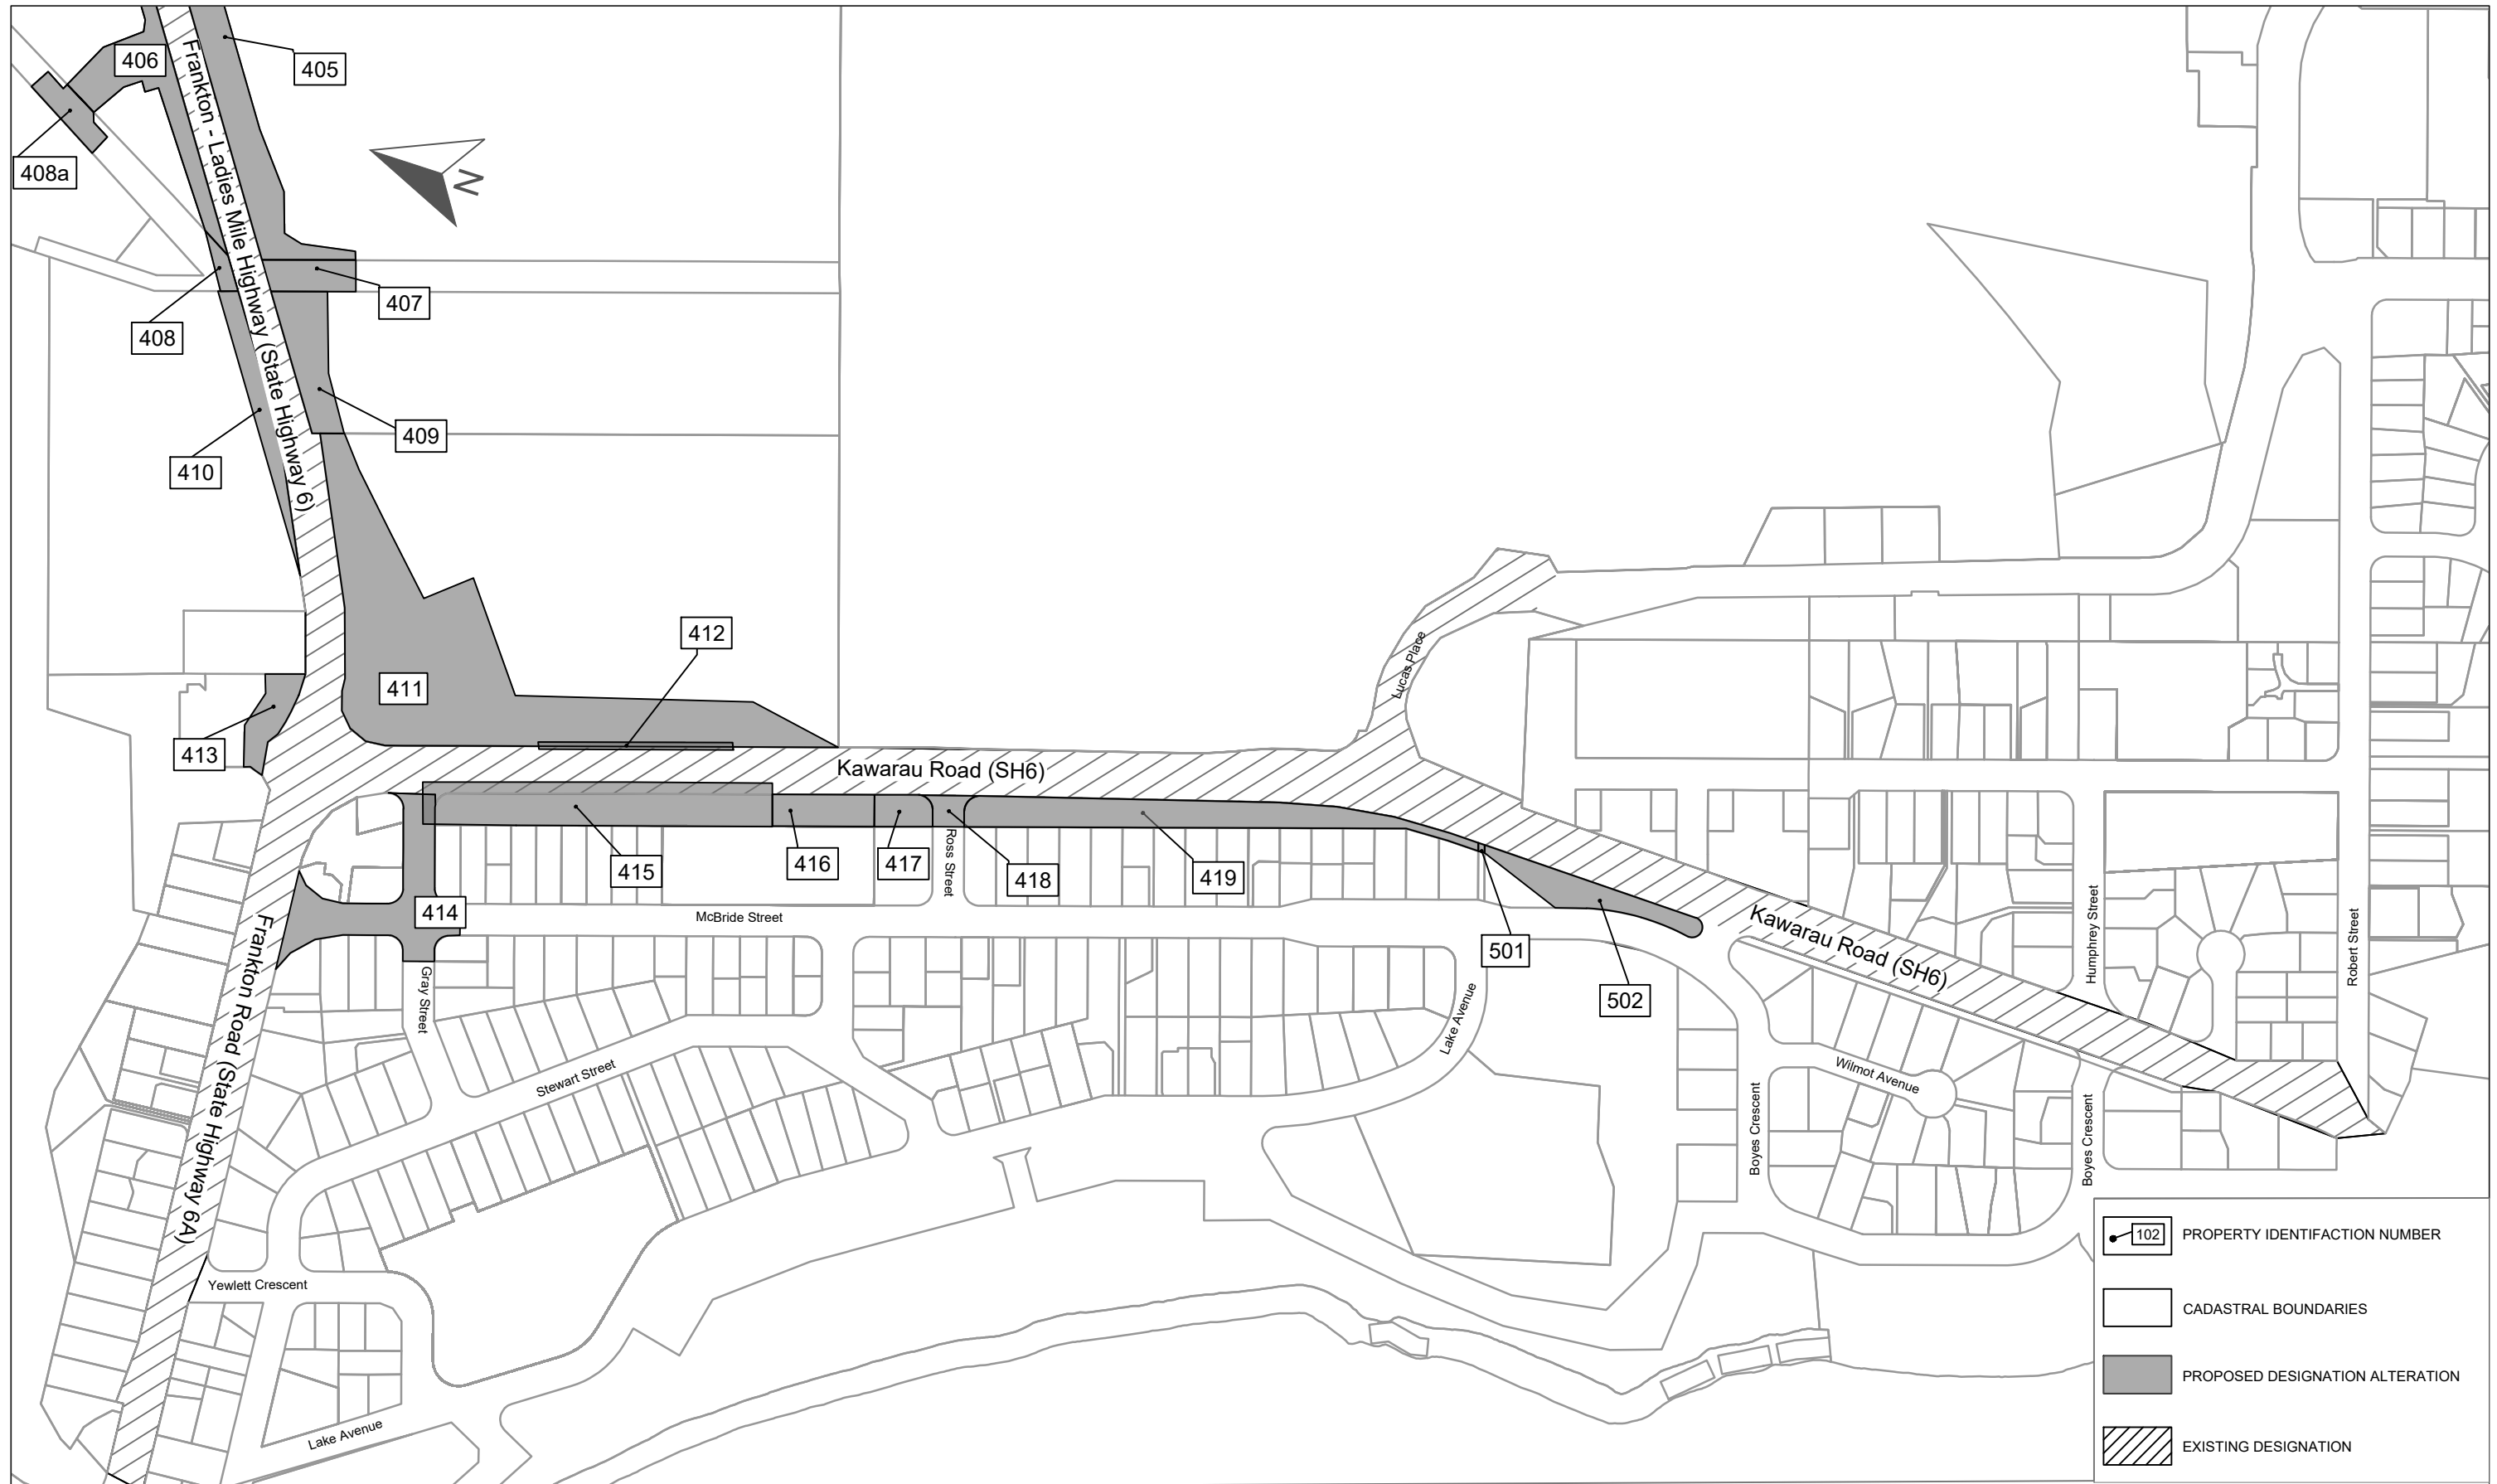 406
405
Frankton - Ladies Mile Highway (State Highway 6)
408a
N
407
408
409
410
412
411
413
Lucas Place
Kawarau Road (SH6)
415
416
417
Ross Street
418
419
414
McBride Street
Gray Street
501
502
Kawarau Road (SH6)
Humphrey Street
Robert Street
Frankton Road (State Highway 6A)
Stewart Street
Lake Avenue
Wilmot Avenue
Boyes Crescent
Boyes Crescent
Yewlett Crescent
Lake Avenue
102 PROPERTY IDENTIFACTION NUMBER
CADASTRAL BOUNDARIES
PROPOSED DESIGNATION ALTERATION
EXISTING DESIGNATION